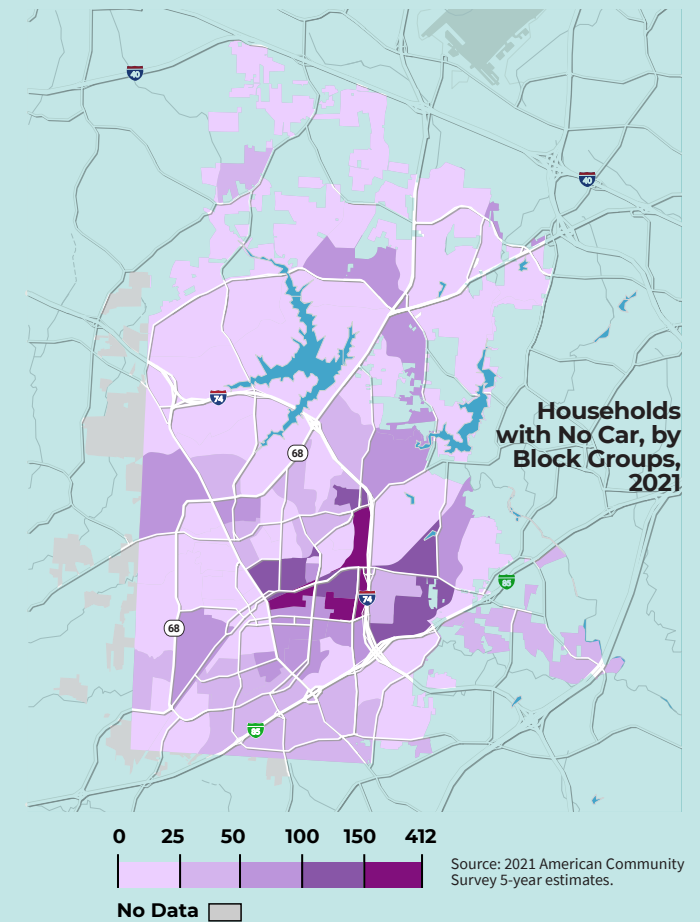 40
40
74
Households
with No Car, by
Block Groups,
2021
68
85
74
68
85
0 25 50 100 150 412
Source: 2021 American Community
Survey 5-year estimates.
No Data